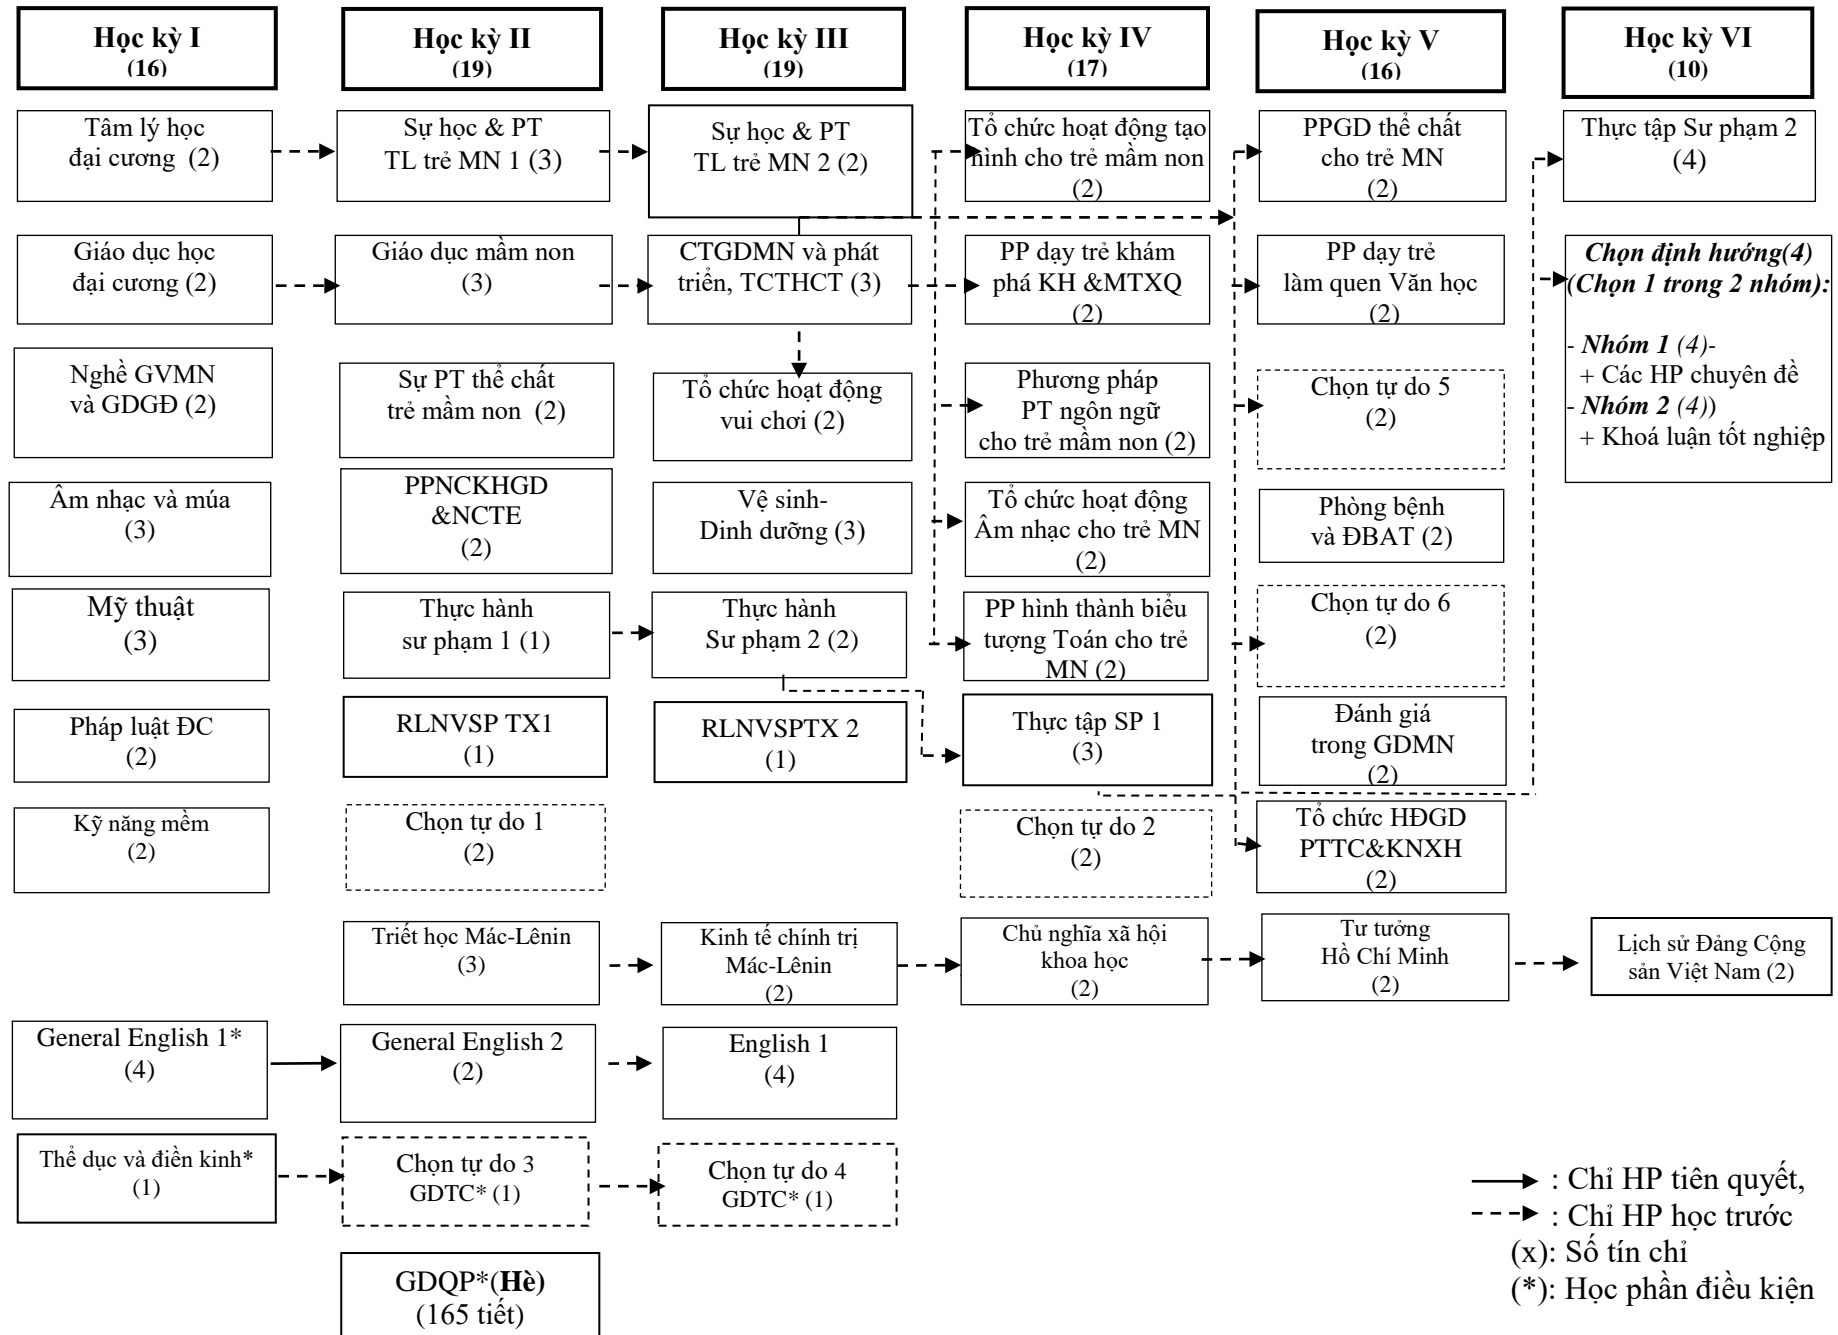 Học kỳ I
(16)
Học kỳ II
(19)
Học kỳ III
(19)
Học kỳ IV
(17)
Học kỳ V
(16)
Học kỳ VI
(10)
Tâm lý học
đại cương (2)
Sự học & PT
TL trẻ MN 1 (3)
Sự học & PT
TL trẻ MN 2 (2)
Tổ chức hoạt động tạo
hình cho trẻ mầm non
(2)
PPGD thể chất
cho trẻ MN
(2)
Thực tập Sư phạm 2
(4)
Giáo dục học
đại cương (2)
Giáo dục mầm non
(3)
CTGDMN và phát
triển, TCTHCT (3)
PP dạy trẻ khám
phá KH &MTXQ
(2)
PP dạy trẻ
làm quen Văn học
(2)
Chọn định hướng(4)
(Chọn 1 trong 2 nhóm):
- Nhóm 1 (4)-
+ Các HP chuyên đề
- Nhóm 2 (4))
+ Khoá luận tốt nghiệp
Nghề GVMN
và GDGĐ (2)
Sự PT thể chất
trẻ mầm non (2)
Tổ chức hoạt động
vui chơi (2)
Phương pháp
PT ngôn ngữ
cho trẻ mầm non (2)
Chọn tự do 5
(2)
Âm nhạc và múa
(3)
PPNCKHGD
&NCTE
(2)
Vệ sinh-
Dinh dưỡng (3)
Tổ chức hoạt động
Âm nhạc cho trẻ MN
(2)
Phòng bệnh
và ĐBAT (2)
Mỹ thuật
(3)
Thực hành
sư phạm 1 (1)
Thực hành
Sư phạm 2 (2)
PP hình thành biểu
tượng Toán cho trẻ
MN (2)
Chọn tự do 6
(2)
Pháp luật ĐC
(2)
RLNVSP TX1
(1)
RLNVSPTX 2
(1)
Thực tập SP 1
(3)
Đánh giá
trong GDMN
(2)
Kỹ năng mềm
(2)
Chọn tự do 1
(2)
Chọn tự do 2
(2)
Tổ chức HĐGD
PTTC&KNXH
(2)
Triết học Mác-Lênin
(3)
Kinh tế chính trị
Mác-Lênin
(2)
Chủ nghĩa xã hội
khoa học
(2)
Tư tưởng
Hồ Chí Minh
(2)
Lịch sử Đảng Cộng
sản Việt Nam (2)
General English 1*
(4)
General English 2
(2)
English 1
(4)
Thể dục và điền kinh*
(1)
Chọn tự do 3
GDTC* (1)
Chọn tự do 4
GDTC* (1)
GDQP*(Hè)
(165 tiết)
: Chỉ HP tiên quyết,
: Chỉ HP học trước
(x): Số tín chỉ
(*): Học phần điều kiện